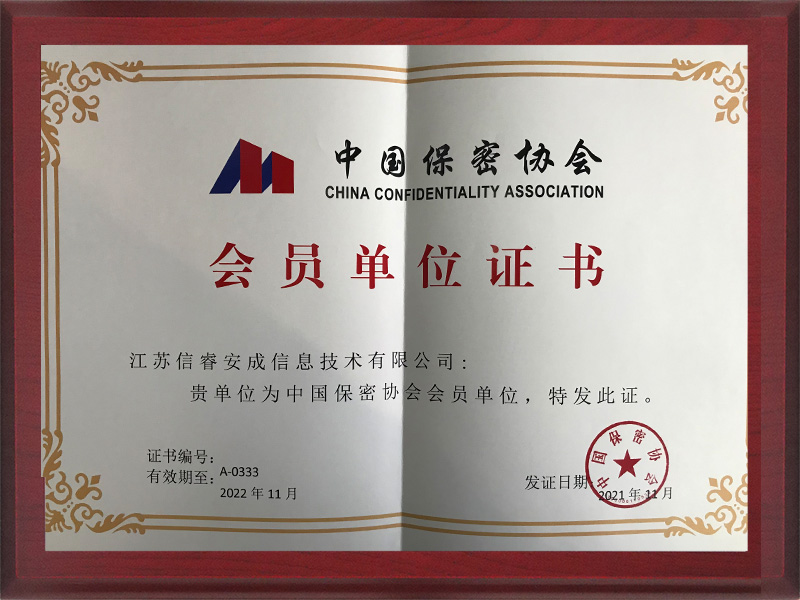 中国保密协会
CHINA CONFIDENTIALITY ASSOCIATION
会员单位证书
江苏信睿安成信息技术有限公司：
贵单位为中国保密协会会员单位，特发此证。
证书编号：A-0333
有效期至：2022 年 11 月
发证日期 2021 年 11 月
中国保密协会